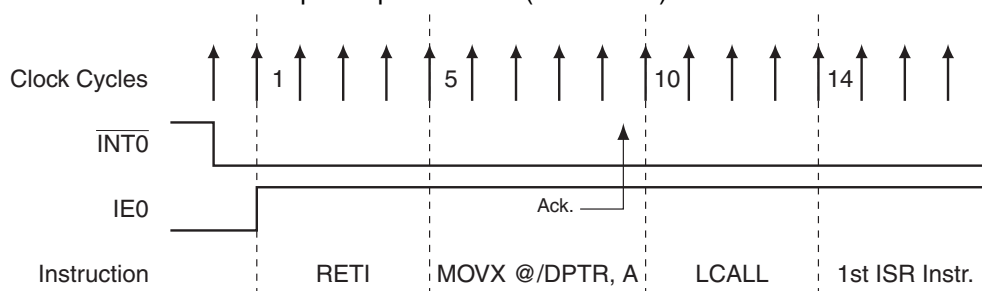 Clock Cycles 1 5 10 14
INT0
IE0
Ack.
Instruction RETI MOVX @/DPTR, A LCALL 1st ISR Instr.